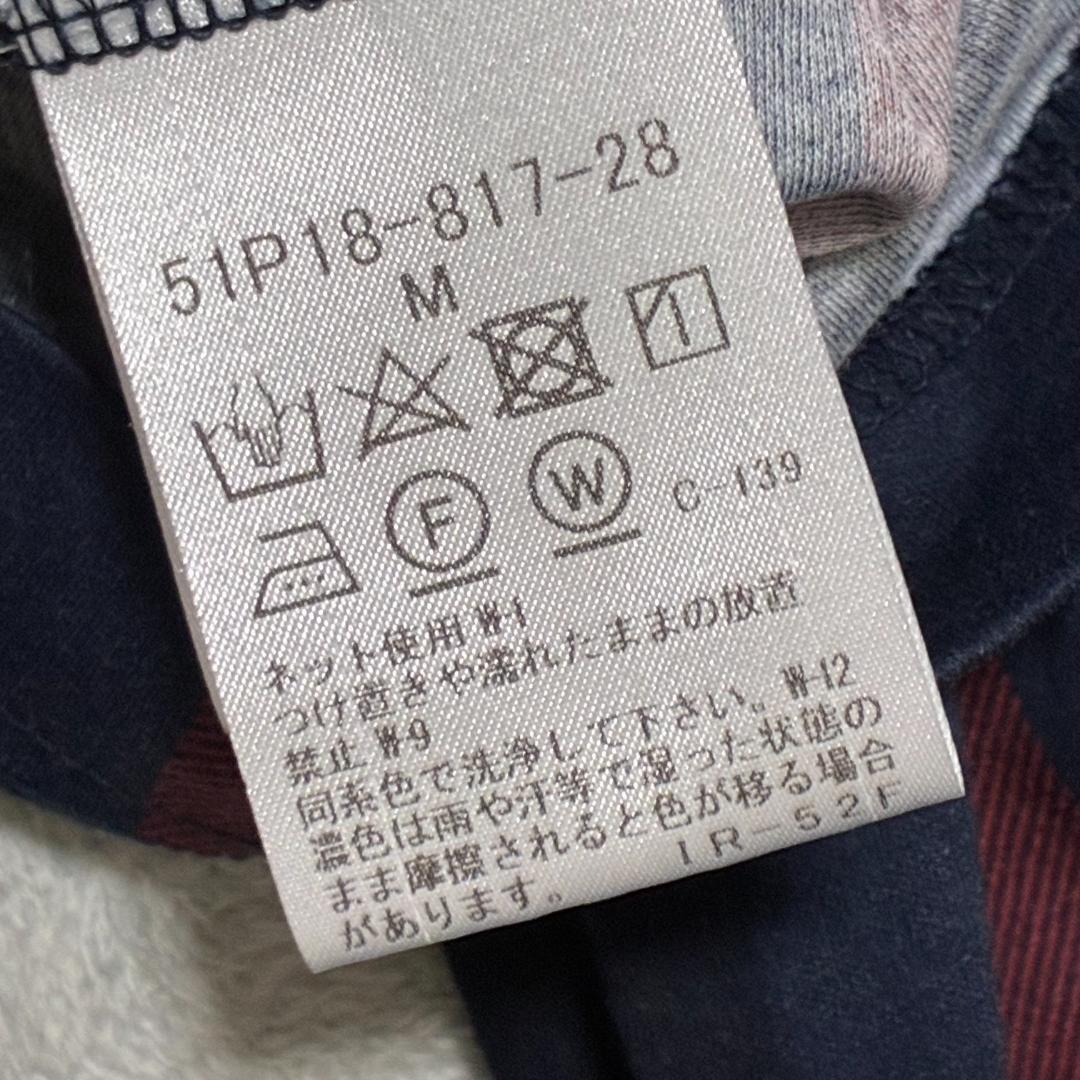 51P18-817-28
M
F
W
C-139
ネット使用 W-1
つけ置きや濡れたままの放置
禁止 W-9
同系色で洗浄して下さい。 W-12
濃色は雨や汗等で湿った状態の
まま摩擦されると色が移る場合
があります。
IR-52F